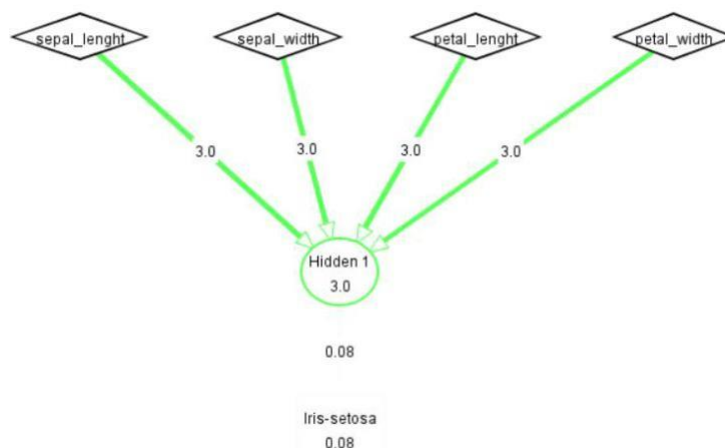 sepal_lenght
sepal_width
petal_lenght
petal_width
3.0
3.0
3.0
3.0
Hidden 1
3.0
0.08
Iris-setosa
0.08